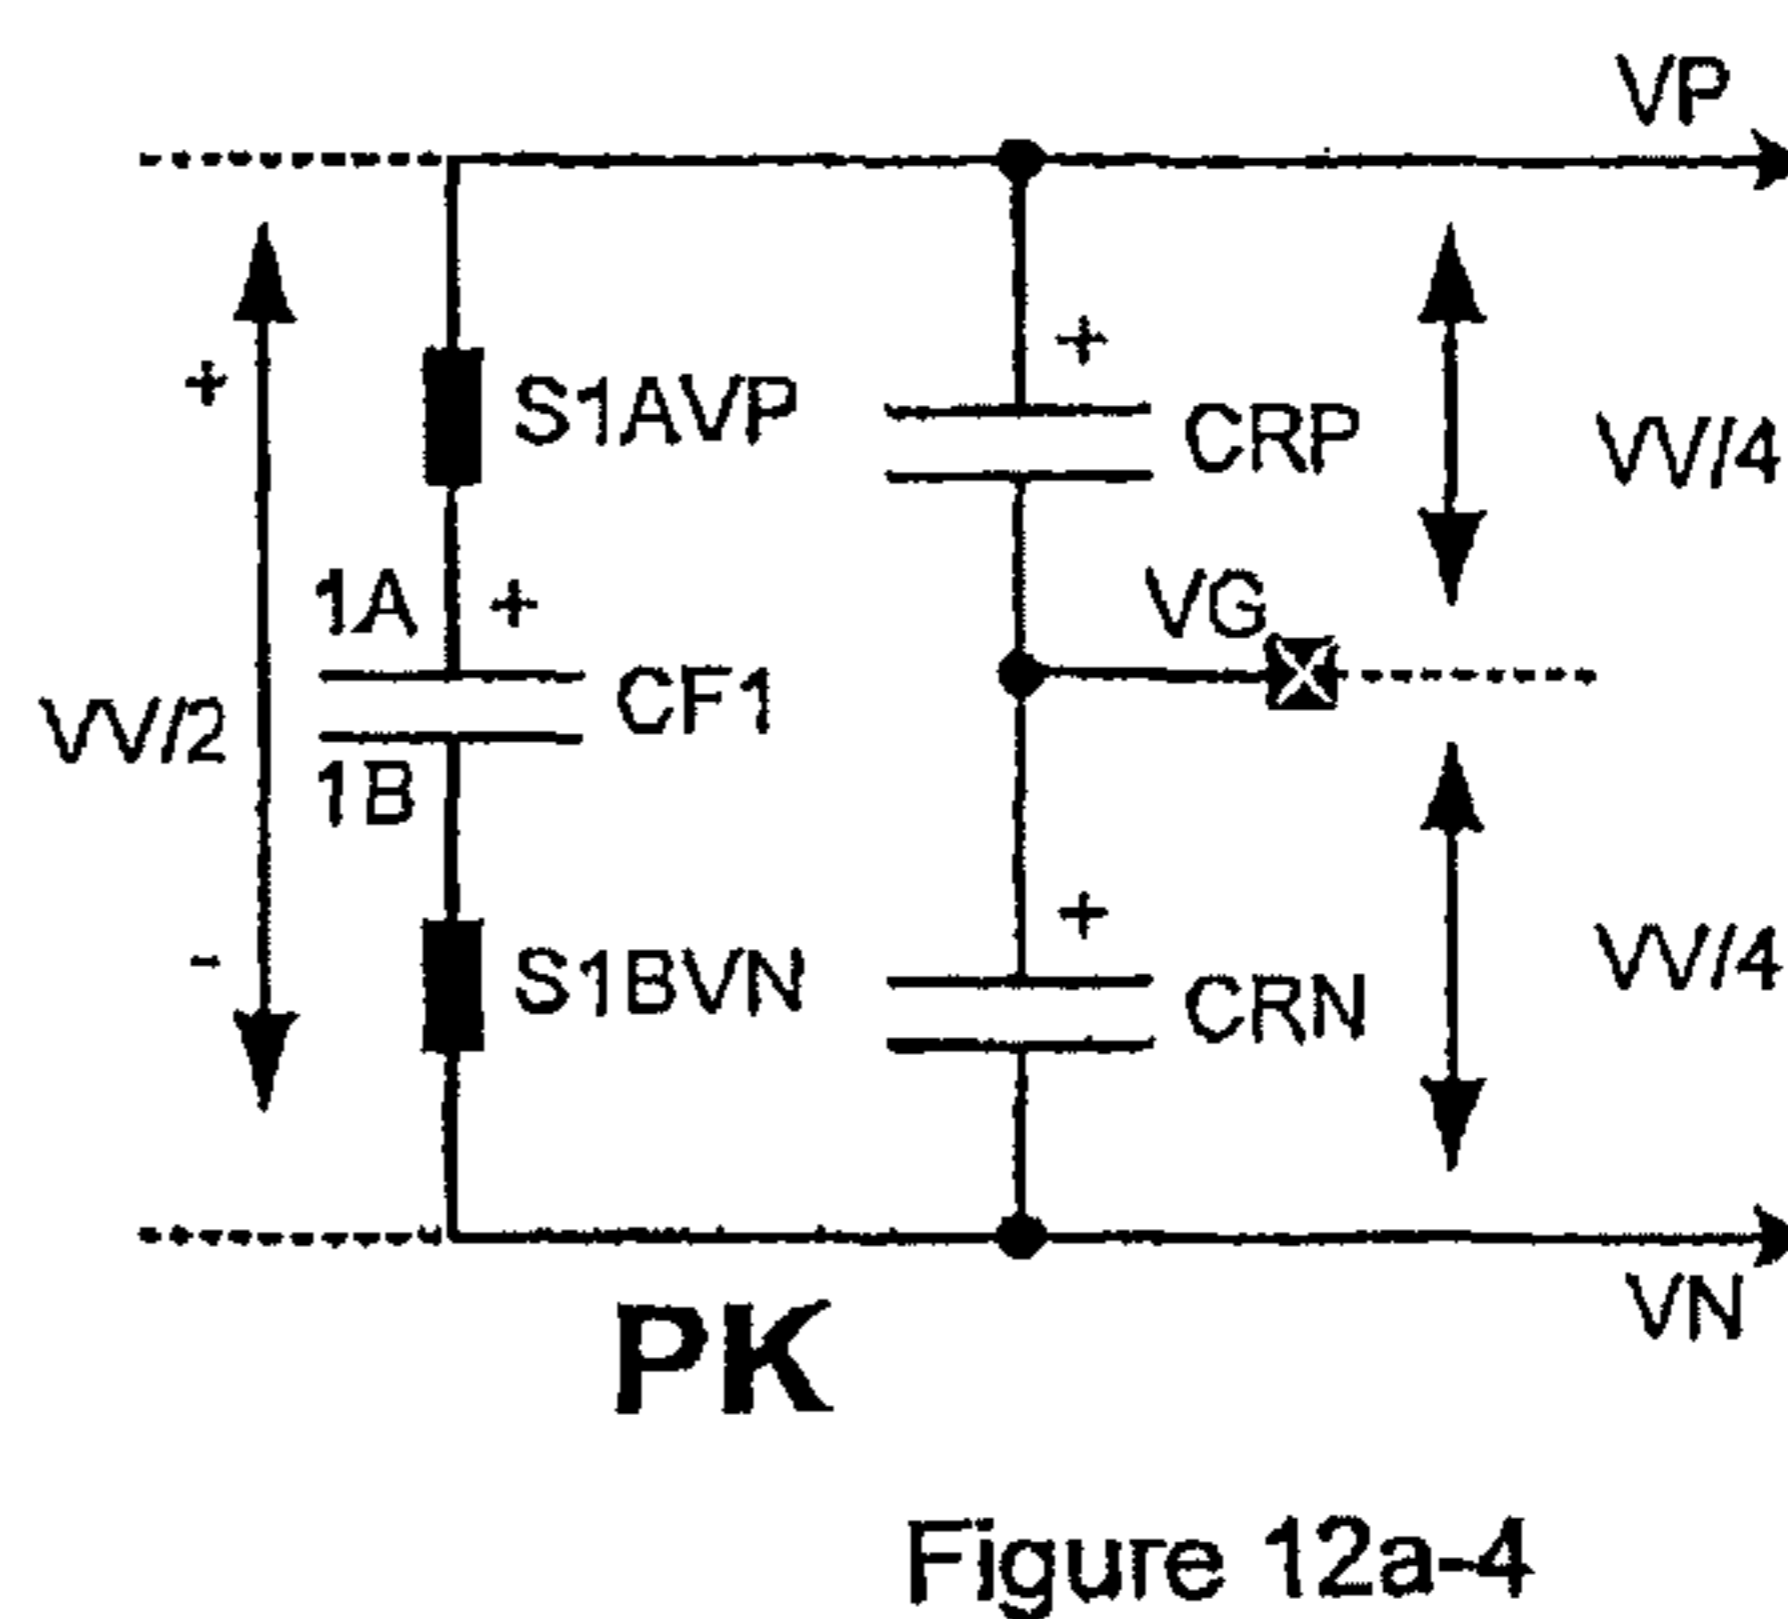 VP
+
S1AVP
+
CRP
VV/4
1A
+
VG
CF1
VV/2
1B
+
-
S1BVN
CRN
VV/4
VN
PK
Figure 12a-4